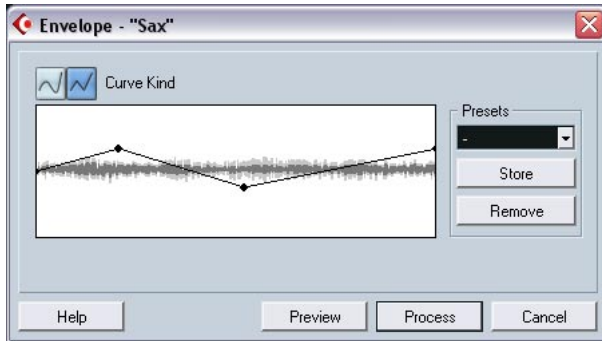 Envelope - "Sax"
Curve Kind
Presets
-
Store
Remove
Help
Preview
Process
Cancel